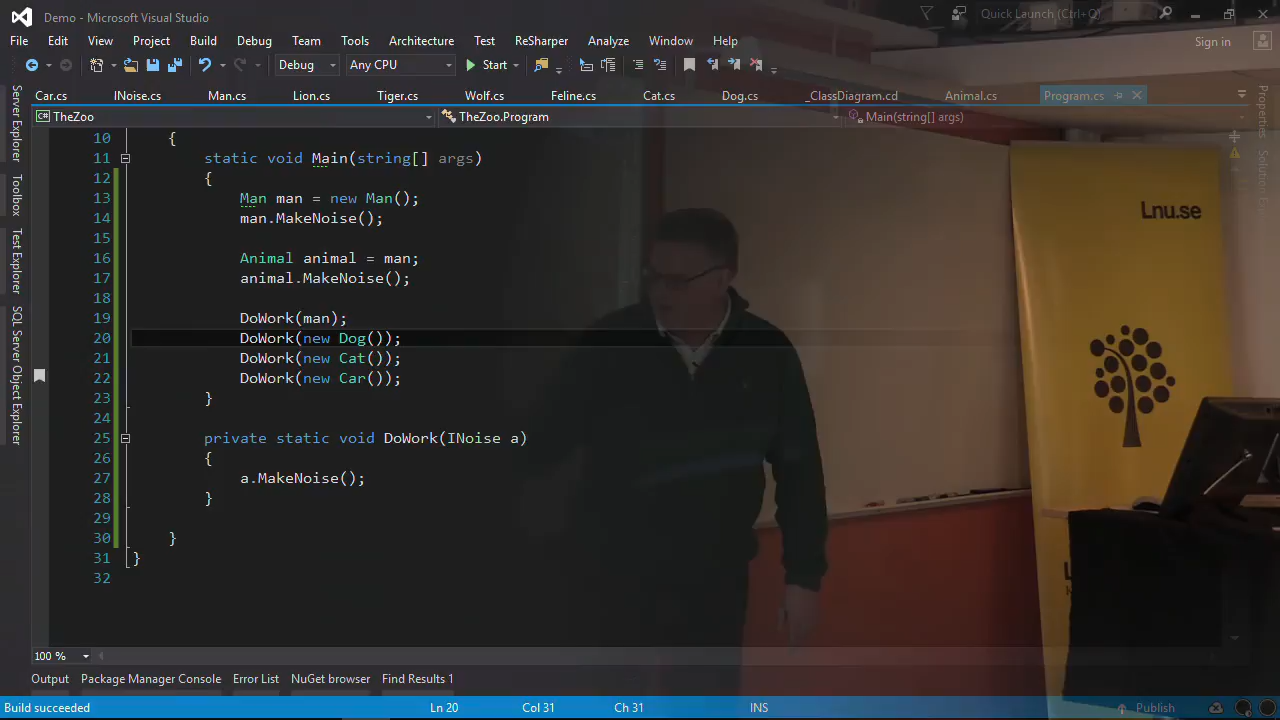 Demo - Microsoft Visual Studio
Quick Launch (Ctrl+Q)
File Edit View Project Build Debug Team Tools Architecture Test ReSharper Analyze Window Help
Sign in
Debug Any CPU Start
Car.cs INoise.cs Man.cs Lion.cs Tiger.cs Wolf.cs Feline.cs Cat.cs Dog.cs _ClassDiagram.cd Animal.cs Program.cs
TheZoo TheZoo.Program Main(string[] args)
Server Explorer
Toolbox
Test Explorer
SQL Server Object Explorer
Properties
10 {
11 static void Main(string[] args)
12 {
13 Man man = new Man();
14 man.MakeNoise();
15
16 Animal animal = man;
17 animal.MakeNoise();
18
19 DoWork(man);
20 DoWork(new Dog());
21 DoWork(new Cat());
22 DoWork(new Car());
23 }
24
25 private static void DoWork(INoise a)
26 {
27 a.MakeNoise();
28 }
29
30 }
31 }
32
Lnu.se
100 %
Output Package Manager Console Error List NuGet browser Find Results 1
Build succeeded Ln 20 Col 31 Ch 31 INS Publish